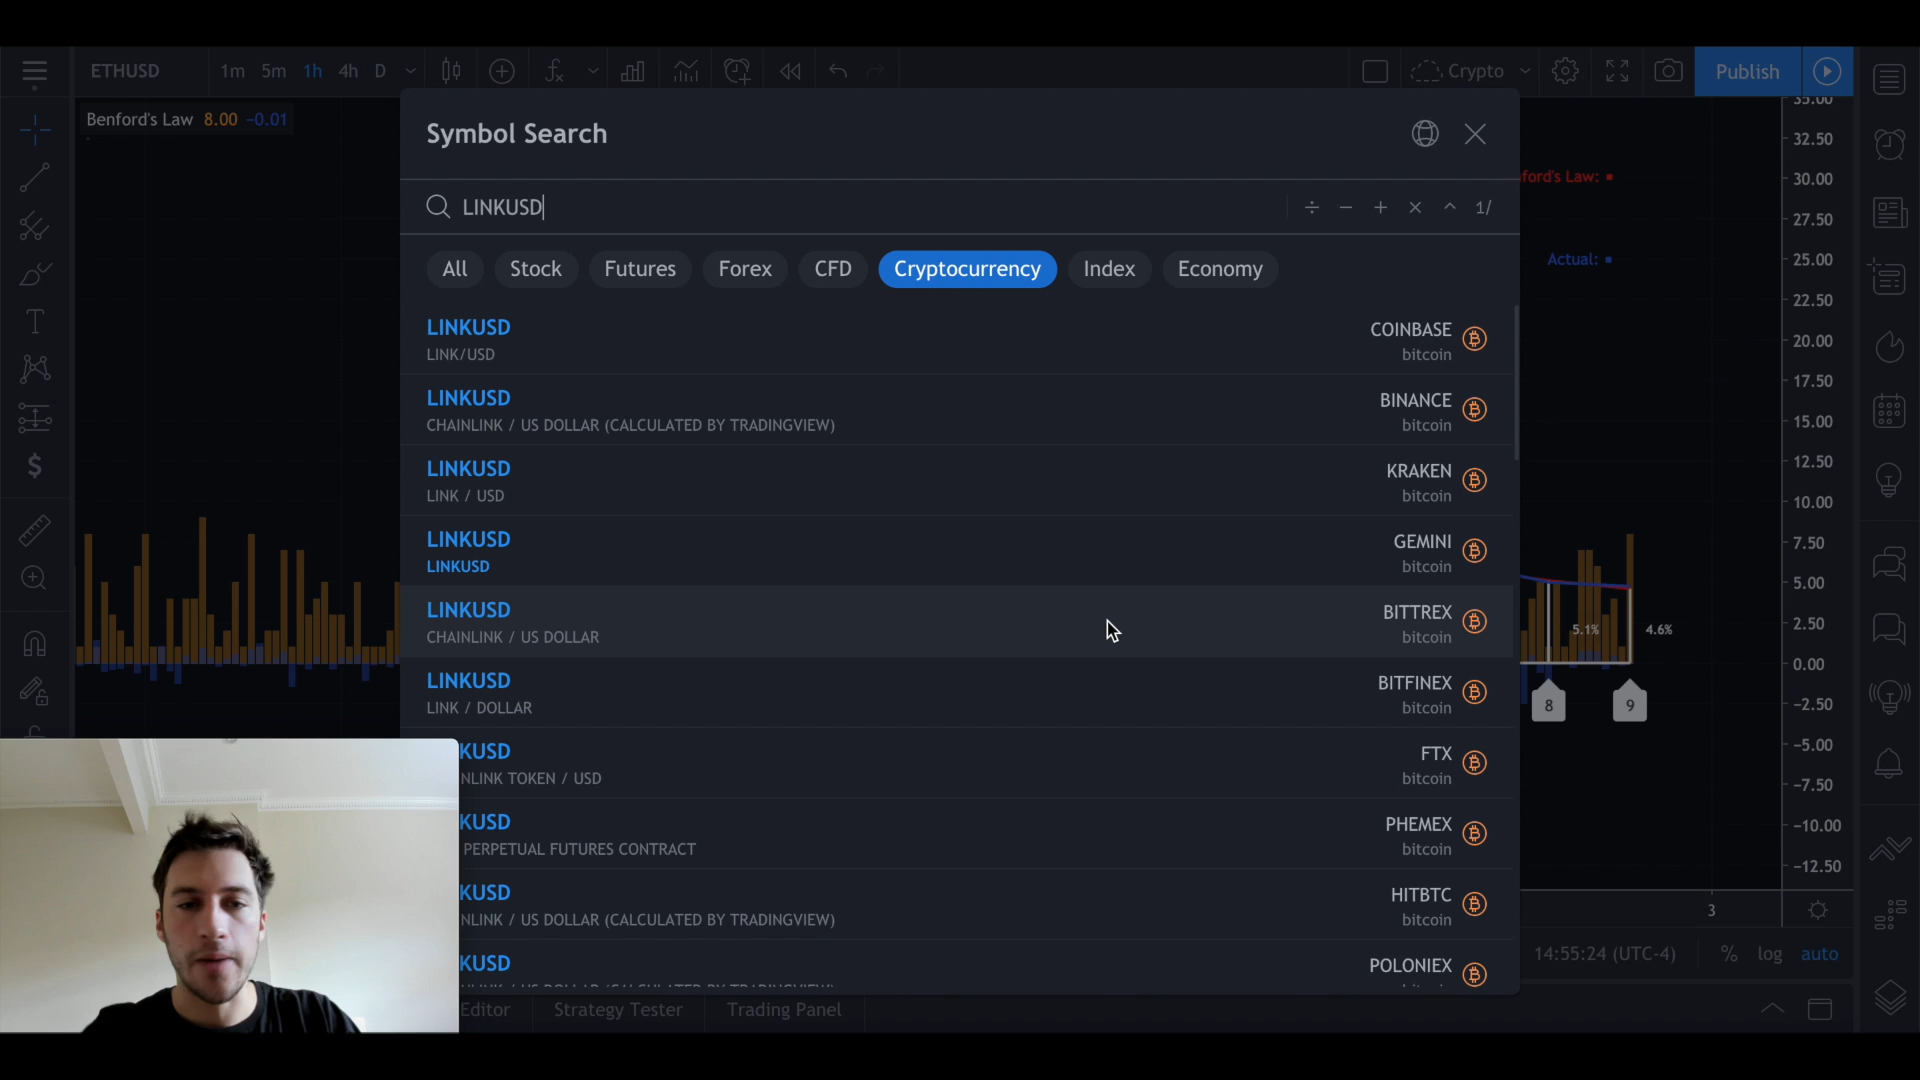 ETHUSD 1m 5m 1h 4h D Crypto Publish
Benford's Law 8.00 −0.01
Symbol Search
LINKUSD 1/
All Stock Futures Forex CFD Cryptocurrency Index Economy
LINKUSD COINBASE
LINK/USD bitcoin
LINKUSD BINANCE
CHAINLINK / US DOLLAR (CALCULATED BY TRADINGVIEW) bitcoin
LINKUSD KRAKEN
LINK / USD bitcoin
LINKUSD GEMINI
LINKUSD bitcoin
LINKUSD BITTREX
CHAINLINK / US DOLLAR bitcoin
LINKUSD BITFINEX
LINK / DOLLAR bitcoin
KUSD FTX
NLINK TOKEN / USD bitcoin
KUSD PHEMEX
PERPETUAL FUTURES CONTRACT bitcoin
KUSD HITBTC
NLINK / US DOLLAR (CALCULATED BY TRADINGVIEW) bitcoin
KUSD POLONIEX
ford's Law:
Actual:
5.1% 4.6%
8 9
35.00
32.50
30.00
27.50
25.00
22.50
20.00
17.50
15.00
12.50
10.00
7.50
5.00
2.50
0.00
−2.50
−5.00
−7.50
−10.00
−12.50
3
14:55:24 (UTC-4) % log auto
Editor Strategy Tester Trading Panel